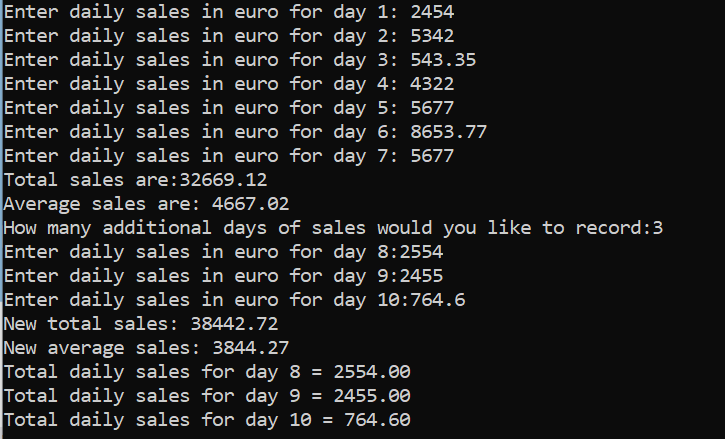 Enter daily sales in euro for day 1: 2454
Enter daily sales in euro for day 2: 5342
Enter daily sales in euro for day 3: 543.35
Enter daily sales in euro for day 4: 4322
Enter daily sales in euro for day 5: 5677
Enter daily sales in euro for day 6: 8653.77
Enter daily sales in euro for day 7: 5677
Total sales are:32669.12
Average sales are: 4667.02
How many additional days of sales would you like to record:3
Enter daily sales in euro for day 8:2554
Enter daily sales in euro for day 9:2455
Enter daily sales in euro for day 10:764.6
New total sales: 38442.72
New average sales: 3844.27
Total daily sales for day 8 = 2554.00
Total daily sales for day 9 = 2455.00
Total daily sales for day 10 = 764.60